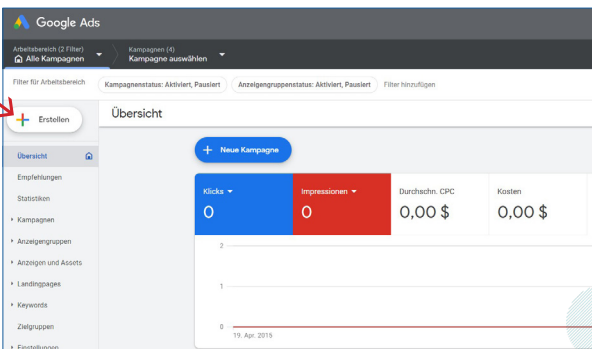 Google Ads
Arbeitsbereich (2 Filter)
Alle Kampagnen
Kampagnen (4)
Kampagne auswählen
Filter für Arbeitsbereich
Kampagnenstatus: Aktiviert, Pausiert
Anzeigengruppenstatus: Aktiviert, Pausiert
Filter hinzufügen
Erstellen
Übersicht
Übersicht
Empfehlungen
Statistiken
Kampagnen
Anzeigengruppen
Anzeigen und Assets
Landingpages
Keywords
Zielgruppen
Einstellungen
+ Neue Kampagne
Klicks
0
Impressionen
0
Durchschn. CPC
0,00 $
Kosten
0,00 $
2
1
0
19. Apr. 2015